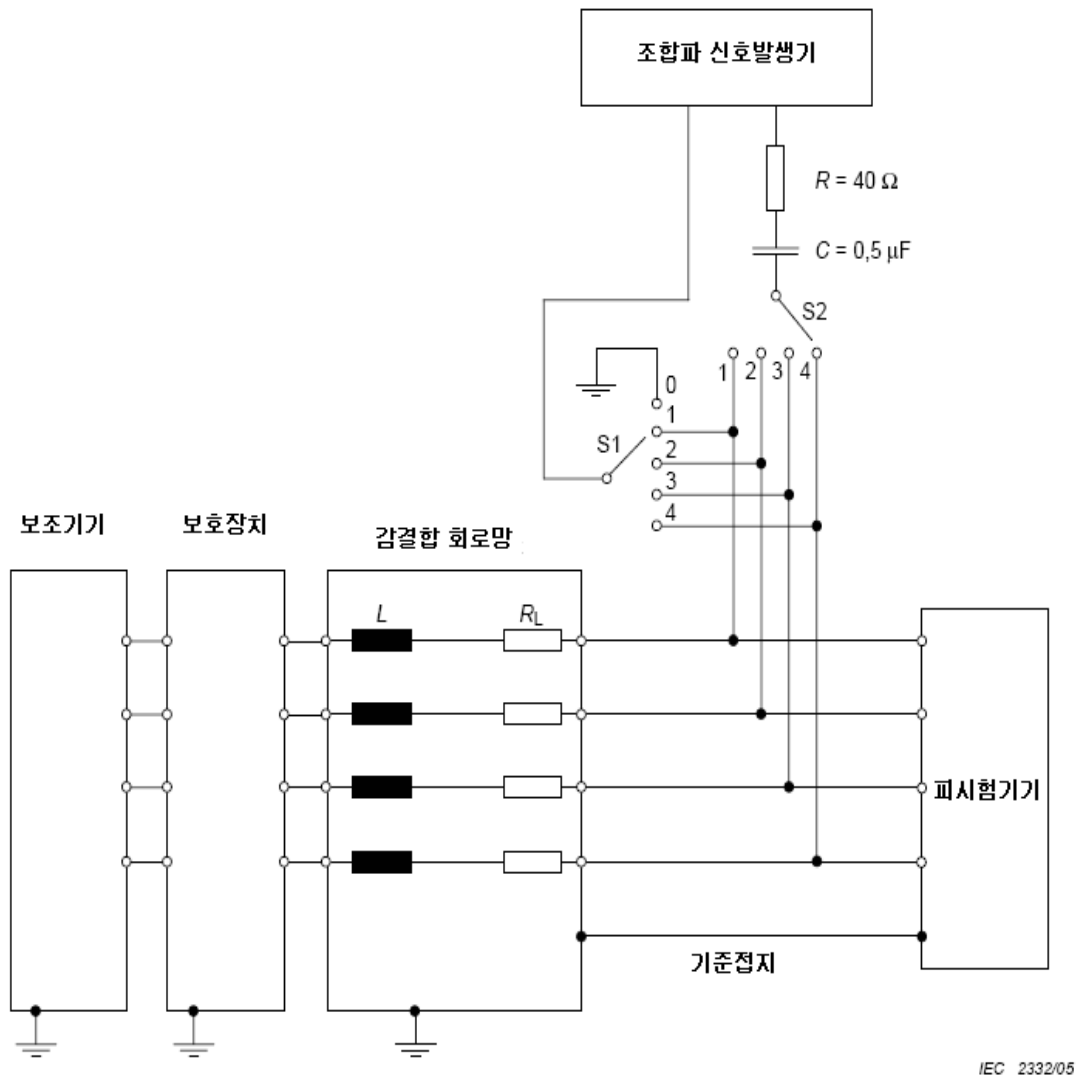 조합파 신호발생기
R = 40 Ω
C = 0,5 μF
S2
1 2 3 4
0
1
S1
2
3
4
보조기기
보호장치
감결합 회로망
L
RL
피시험기기
기준접지
IEC 2332/05